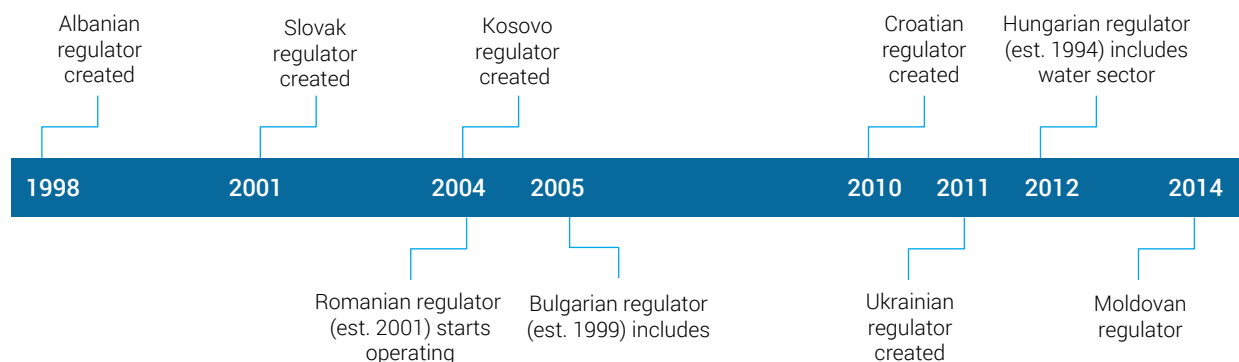 Albanian
regulator
created
Slovak
regulator
created
Kosovo
regulator
created
Croatian
regulator
created
Hungarian regulator
(est. 1994) includes
water sector
1998
2001
2004
2005
2010
2011
2012
2014
Romanian regulator
(est. 2001) starts
operating
Bulgarian regulator
(est. 1999) includes
Ukrainian
regulator
created
Moldovan
regulator